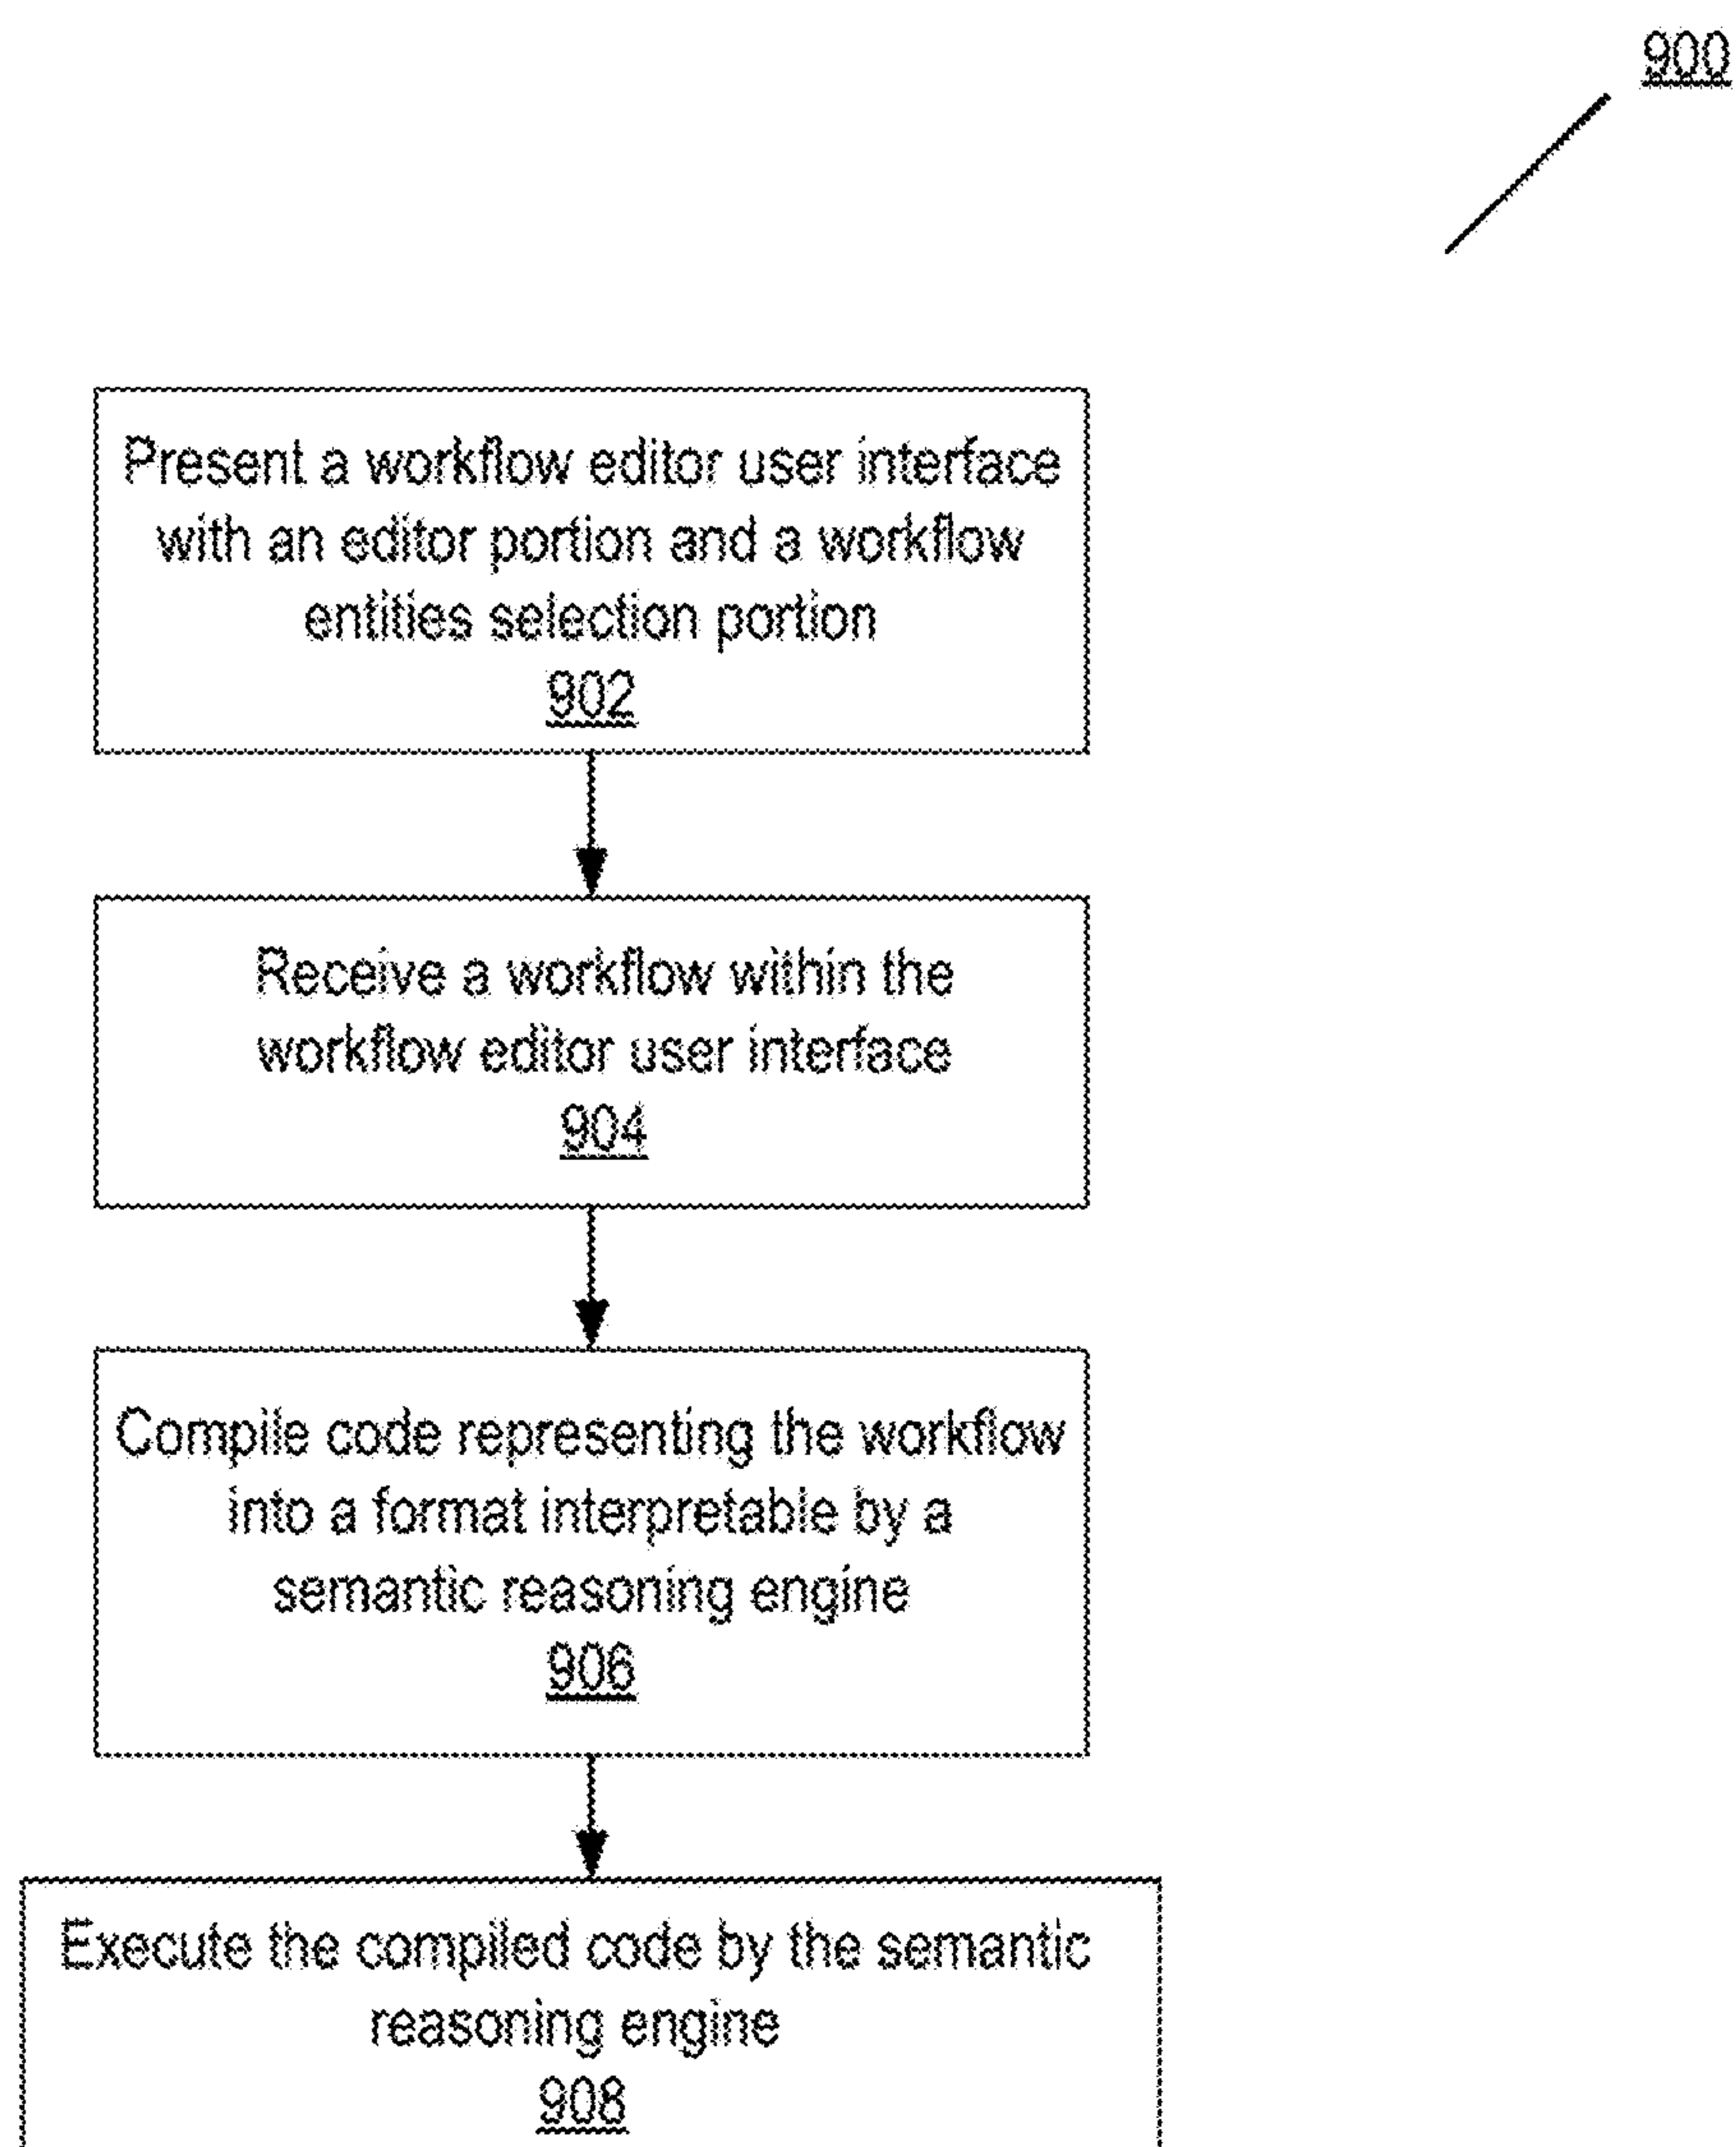 900
Present a workflow editor user interface
with an editor portion and a workflow
entities selection portion
902
Receive a workflow within the
workflow editor user interface
904
Compile code representing the workflow
into a format interpretable by a
semantic reasoning engine
906
Execute the compiled code by the semantic
reasoning engine
908